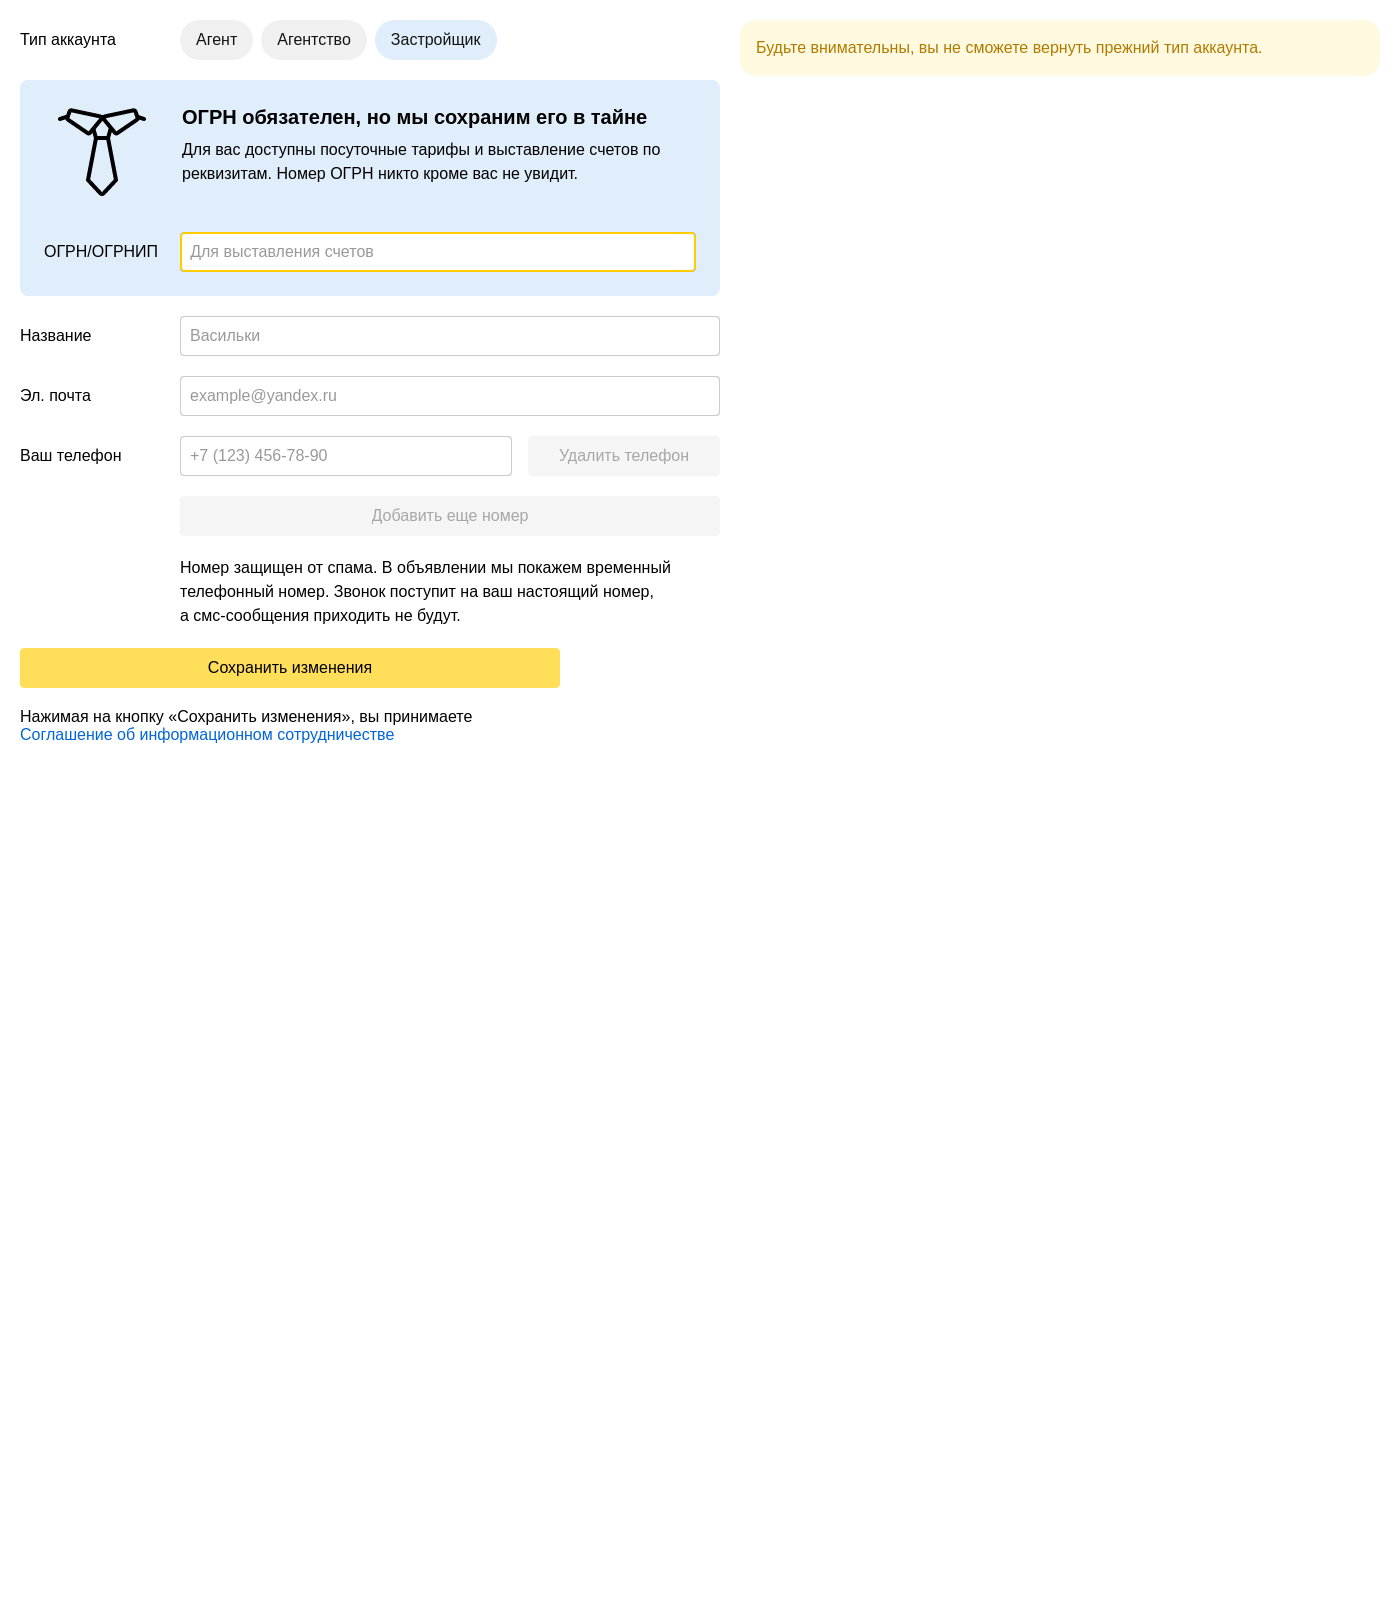 Тип аккаунта
Агент
Агентство
Застройщик
Будьте внимательны, вы не сможете вернуть прежний тип аккаунта.
ОГРН обязателен, но мы сохраним его в тайне
Для вас доступны посуточные тарифы и выставление счетов по
реквизитам. Номер ОГРН никто кроме вас не увидит.
ОГРН/ОГРНИП
Для выставления счетов
Название
Васильки
Эл. почта
example@yandex.ru
Ваш телефон
+7 (123) 456-78-90
Удалить телефон
Добавить еще номер
Номер защищен от спама. В объявлении мы покажем временный
телефонный номер. Звонок поступит на ваш настоящий номер,
а смс-сообщения приходить не будут.
Сохранить изменения
Нажимая на кнопку «Сохранить изменения», вы принимаете
Соглашение об информационном сотрудничестве